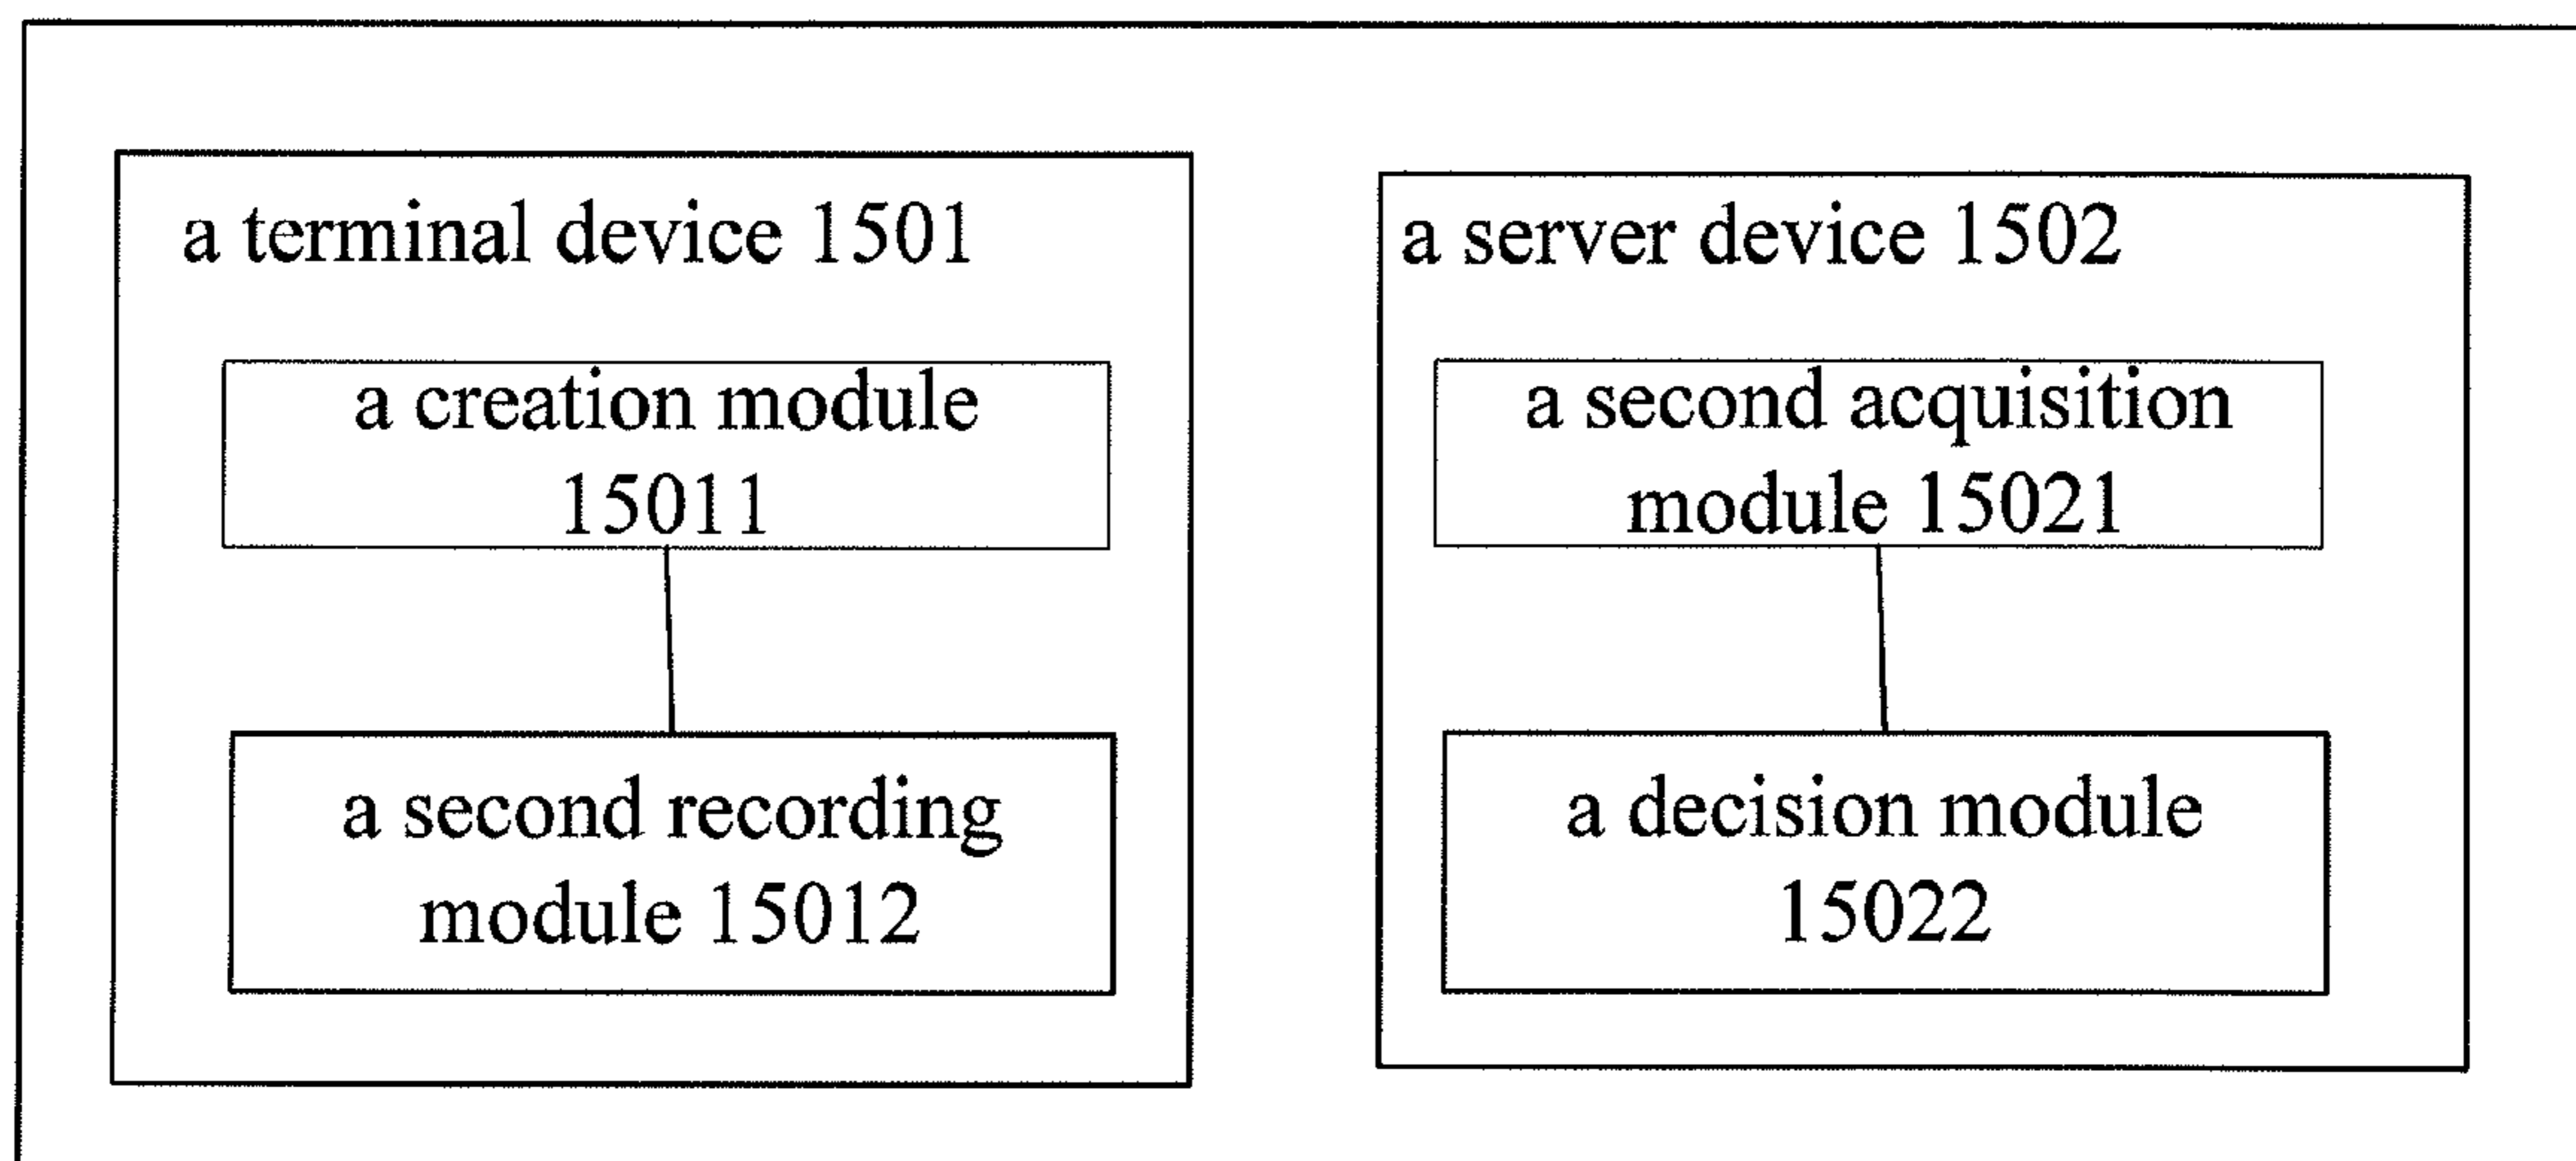 a terminal device 1501
a creation module
15011
a second recording
module 15012
a server device 1502
a second acquisition
module 15021
a decision module
15022